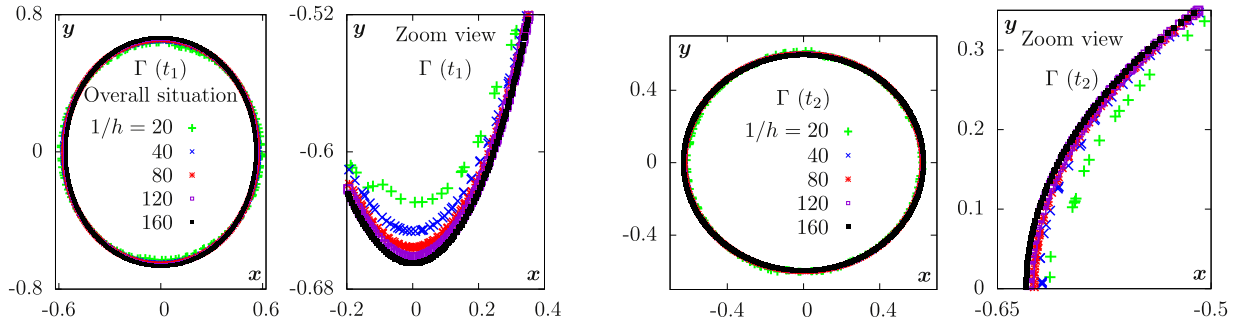 0.8
y
Γ (t₁)
Overall situation
1/h = 20
40
80
120
160
0
-0.8
x
-0.6
0
0.6
-0.52
y
Zoom view
Γ (t₁)
-0.6
-0.68
x
-0.2
0
0.2
0.4
y
0.4
0
-0.4
Γ (t₂)
1/h = 20
40
80
120
160
x
-0.4
0
0.4
y
Zoom view
Γ (t₂)
0.3
0.2
0.1
0
x
-0.65
-0.5